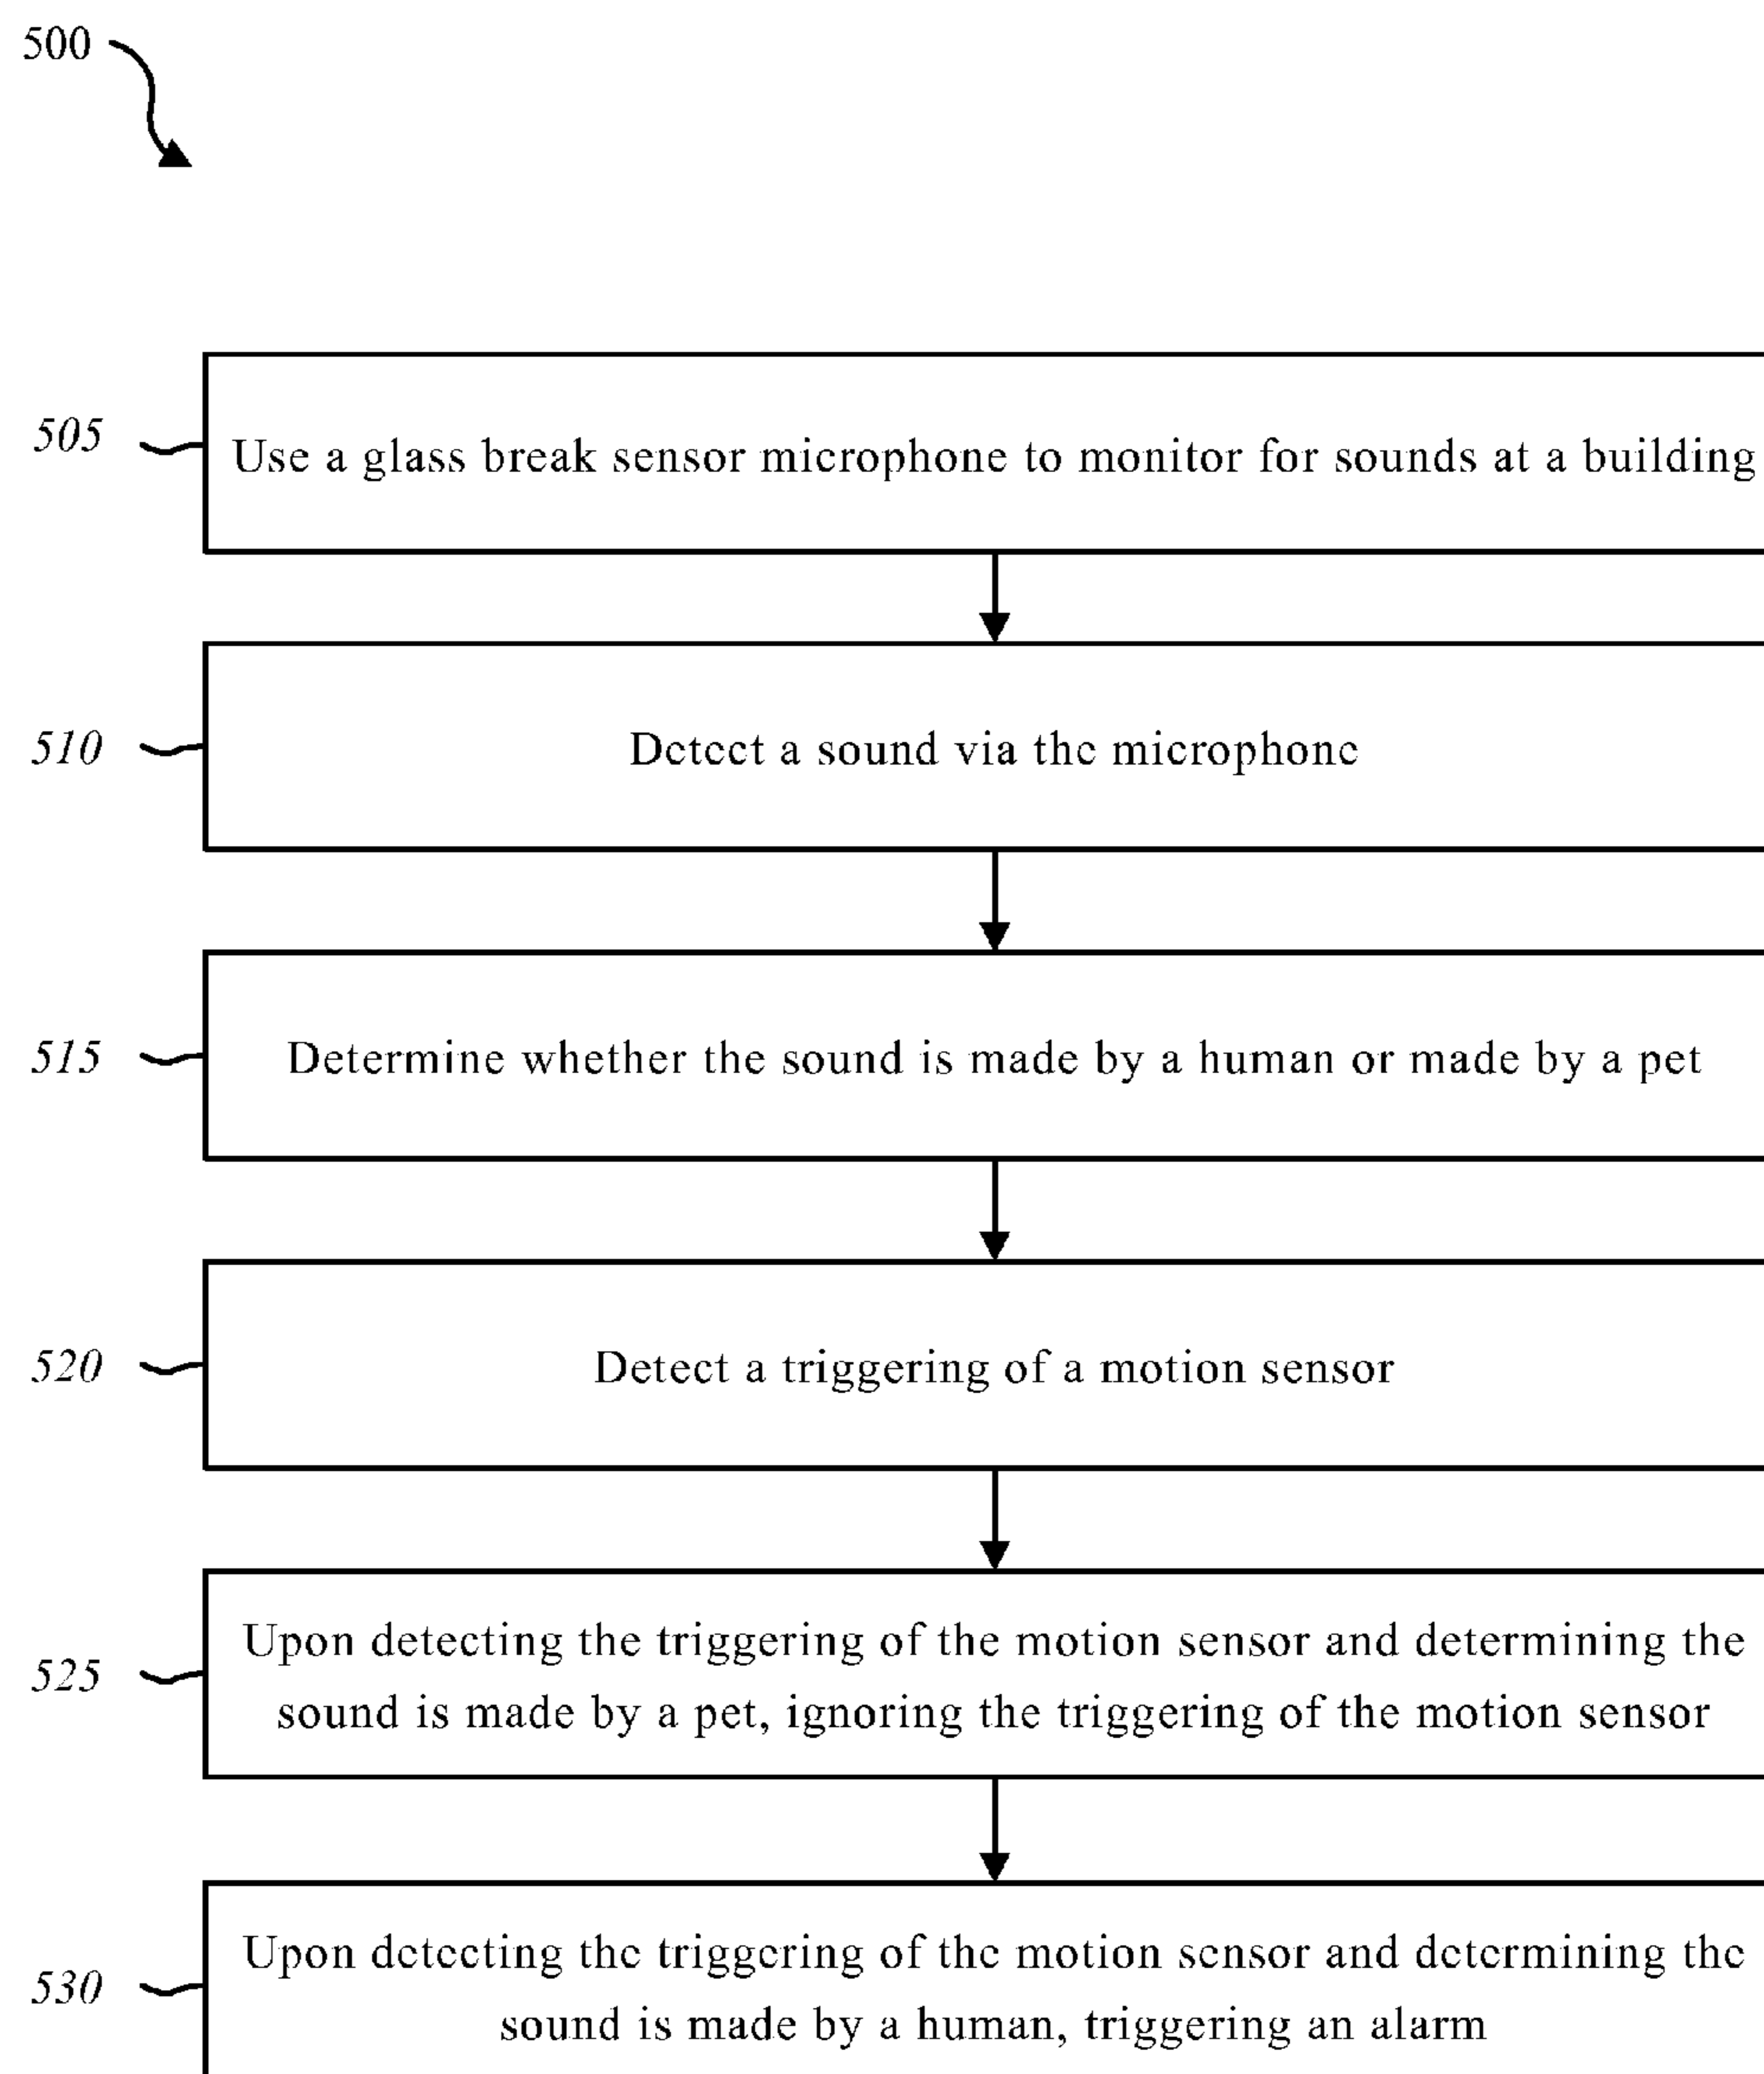 500
505
Use a glass break sensor microphone to monitor for sounds at a building
510
Detect a sound via the microphone
515
Determine whether the sound is made by a human or made by a pet
520
Detect a triggering of a motion sensor
525
Upon detecting the triggering of the motion sensor and determining the
sound is made by a pet, ignoring the triggering of the motion sensor
530
Upon detecting the triggering of the motion sensor and determining the
sound is made by a human, triggering an alarm